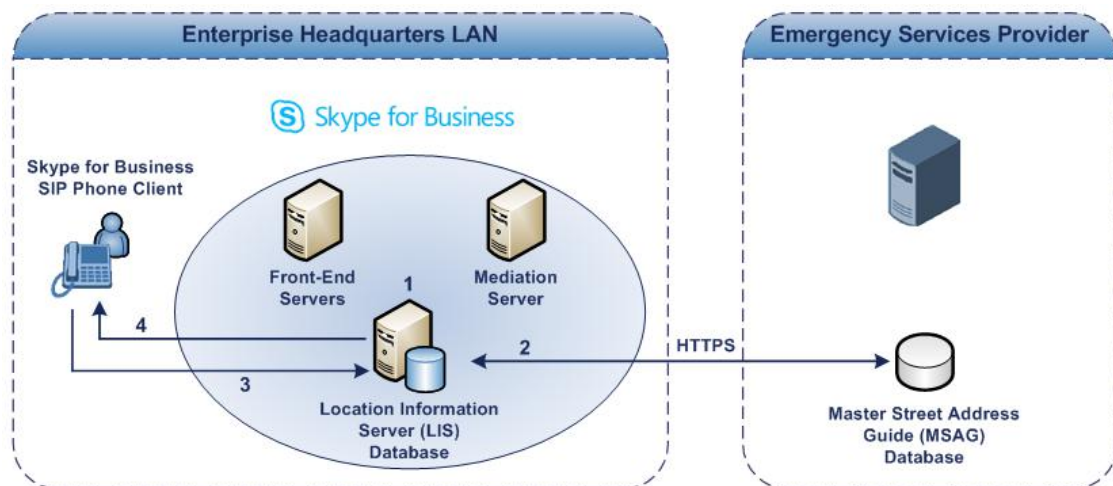 Enterprise Headquarters LAN
Emergency Services Provider
S Skype for Business
Skype for Business
SIP Phone Client
Front-End
Servers
Mediation
Server
1
4
2
HTTPS
3
Location Information
Server (LIS)
Database
Master Street Address
Guide (MSAG)
Database